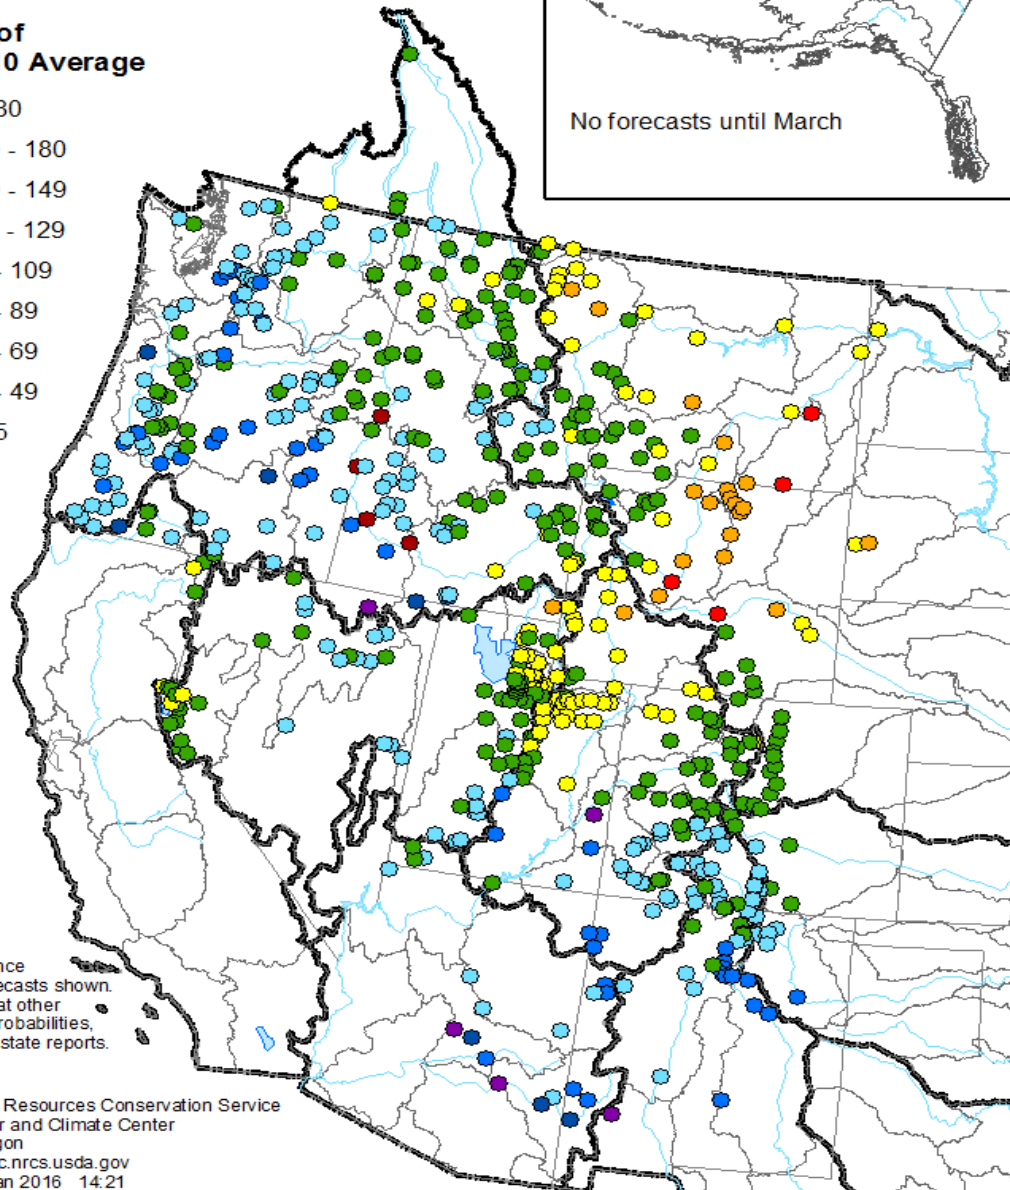 of
0 Average
30
- 180
- 149
- 129
109
89
69
49
5
No forecasts until March
nce
ecasts shown.
at other
robabilities,
state reports.
Resources Conservation Service
r and Climate Center
gon
c.nrcs.usda.gov
an 2016 14:21